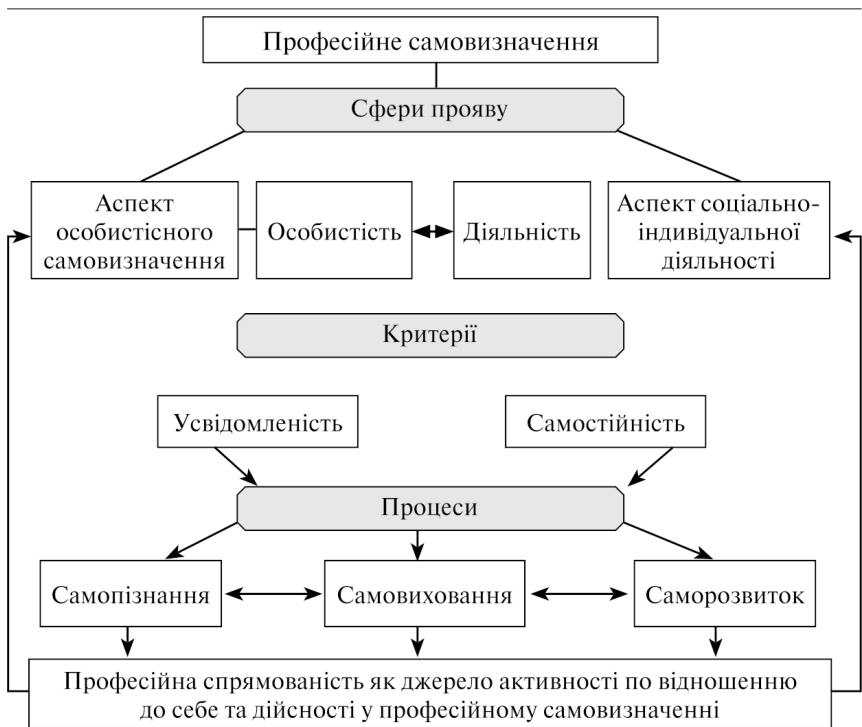 Професійне самовизначення
Сфери прояву
Аспект
особистісного
самовизначення
Особистість
Діяльність
Аспект соціально-
індивідуальної
діяльності
Критерії
Усвідомленість
Самостійність
Процеси
Самопізнання
Самовиховання
Саморозвиток
Професійна спрямованість як джерело активності по відношенню
до себе та дійсності у професійному самовизначенні